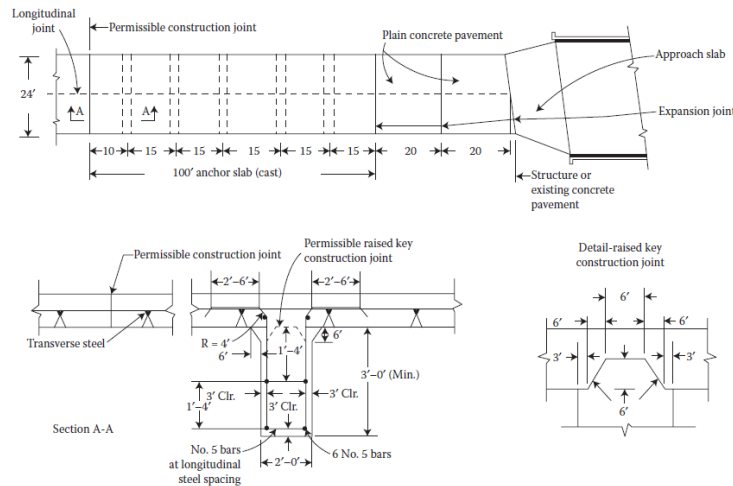 Longitudinal
joint
Permissible construction joint
Plain concrete pavement
Approach slab
24′
A
A
Expansion joint
10
15
15
15
15
15
20
20
100′ anchor slab (cast)
Structure or
existing concrete
pavement
Permissible construction joint
Permissible raised key
construction joint
Detail-raised key
construction joint
2′-6′
2′-6′
6′
6′
6′
Transverse steel
R = 4′
6′
1′-4′
6′
3′
3′
3′–0′ (Min.)
1′–4′
3′ Clr.
3′ Clr.
3′ Clr.
6′
Section A-A
No. 5 bars
at longitudinal
steel spacing
6 No. 5 bars
2′–0′